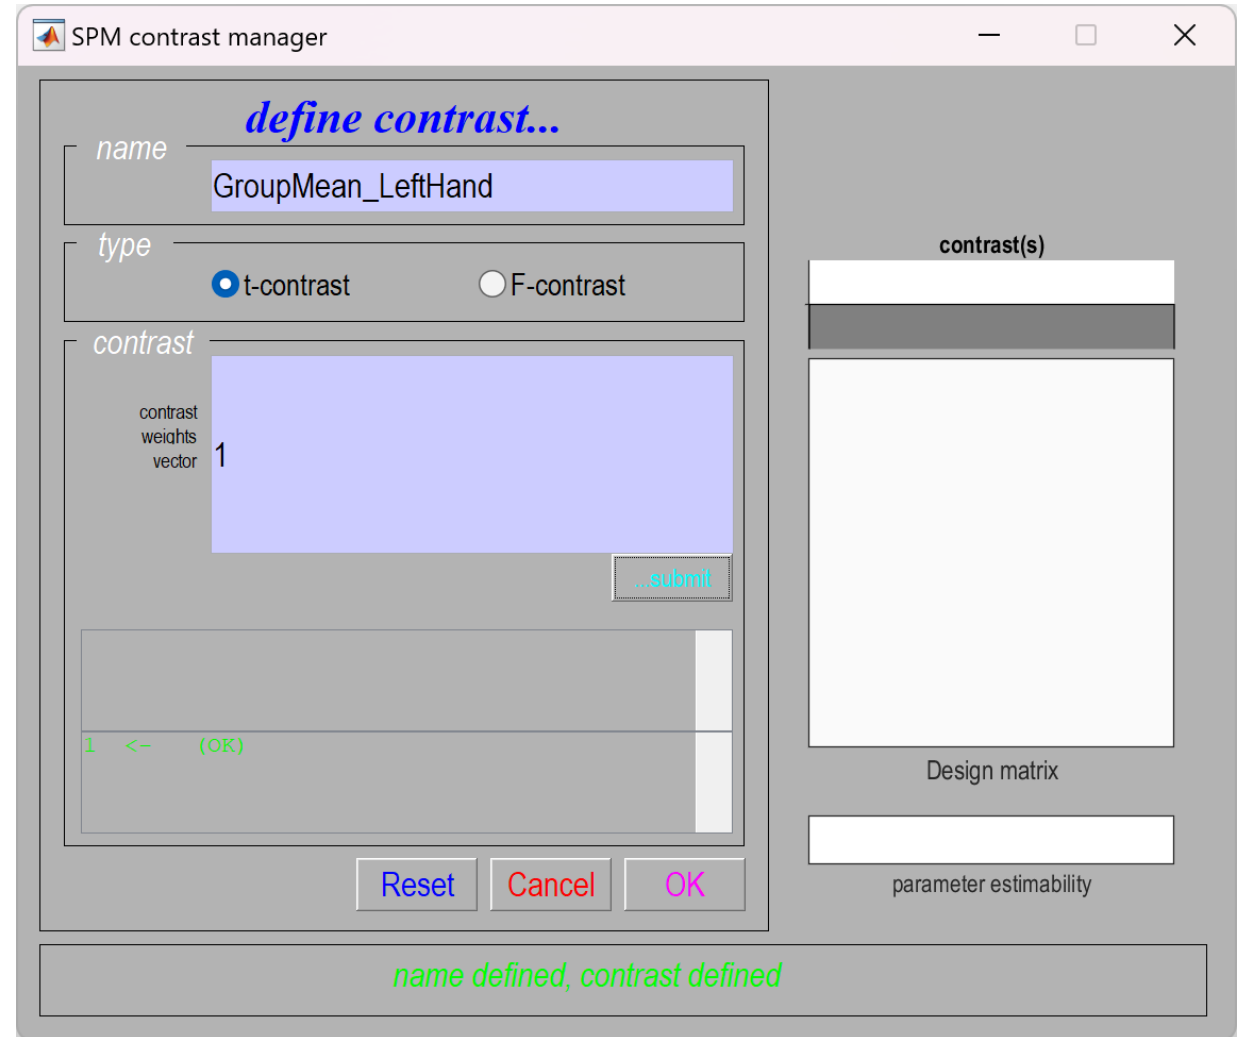 SPM contrast manager
define contrast...
name
GroupMean_LeftHand
type
t-contrast
F-contrast
contrast
contrast
weights
vector
1
...submit
1 <- (OK)
Reset
Cancel
OK
contrast(s)
Design matrix
parameter estimability
name defined, contrast defined